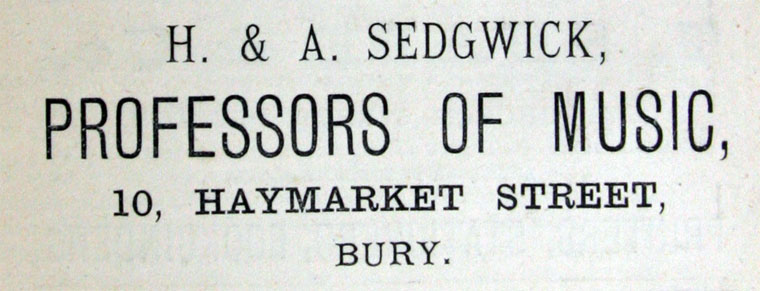 H. & A. SEDGWICK,
PROFESSORS OF MUSIC,
10, HAYMARKET STREET,
BURY.